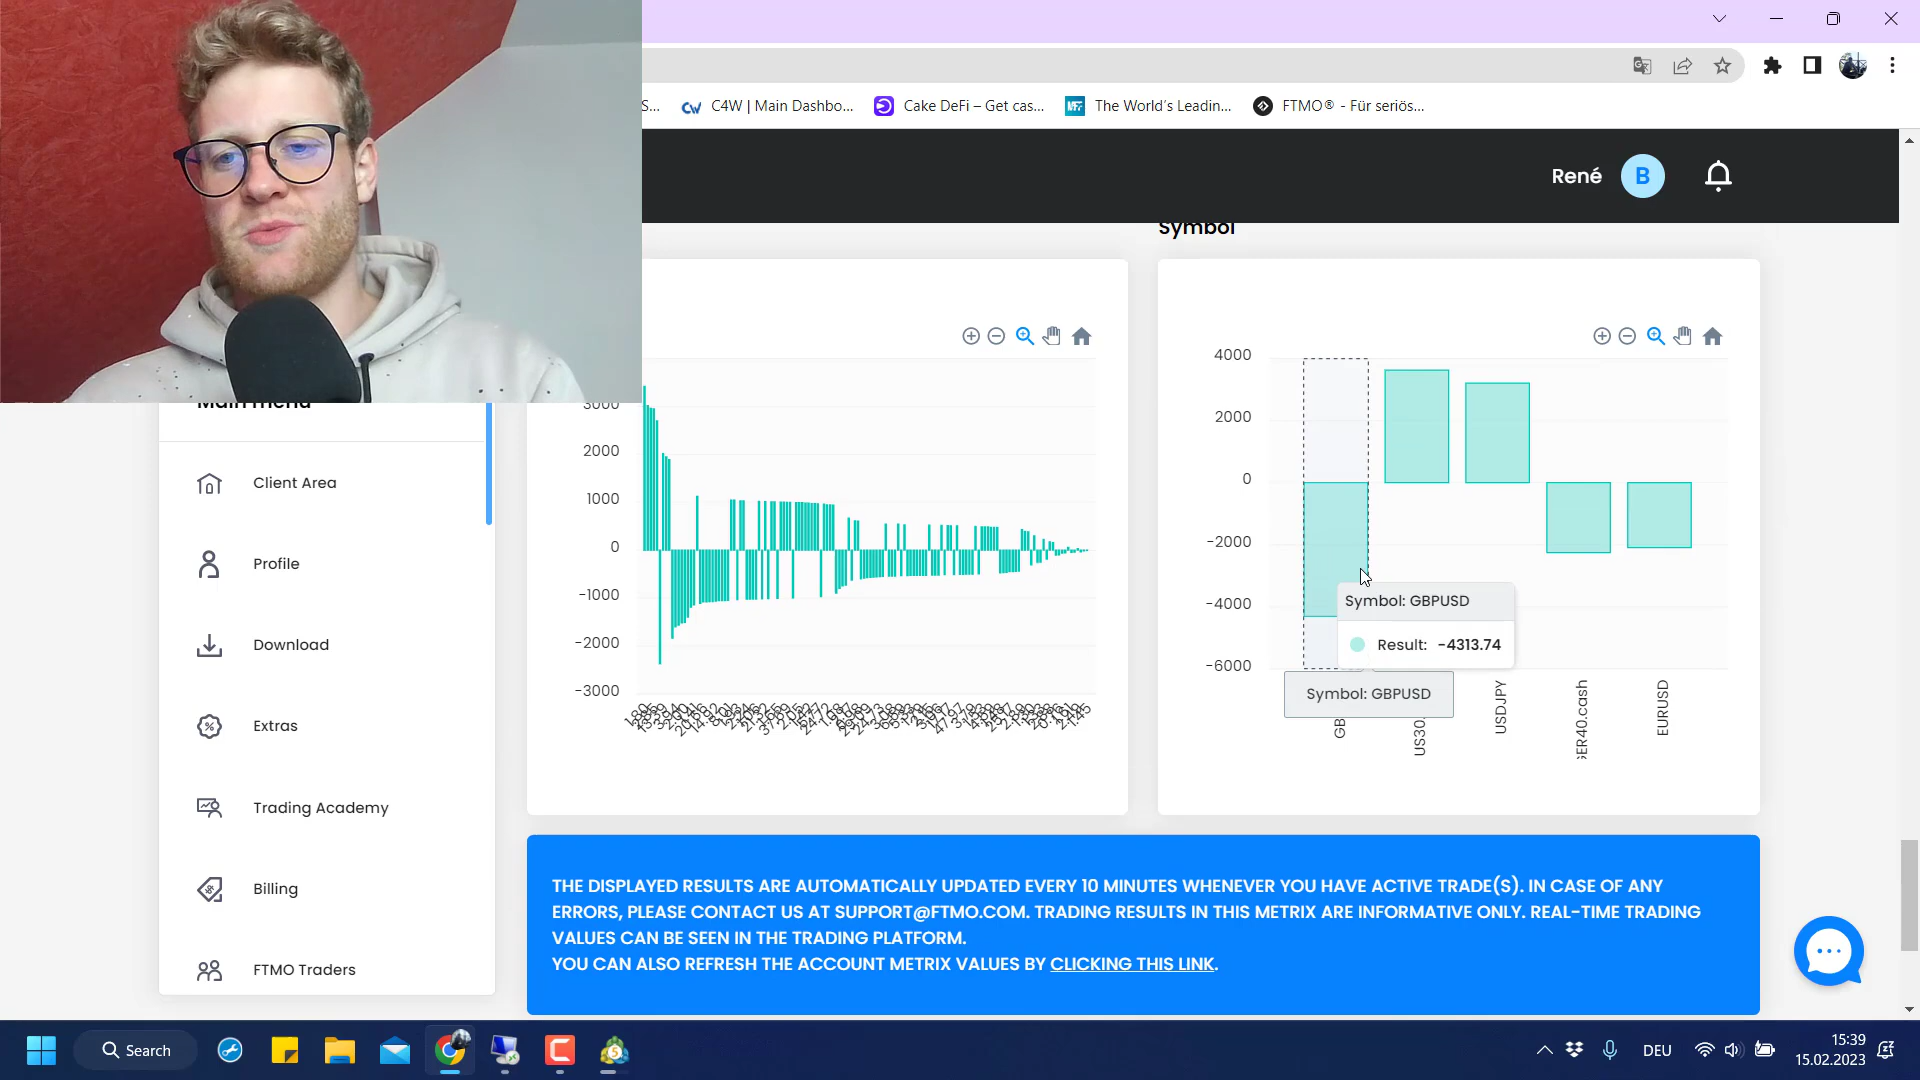 S...
C4W | Main Dashbo...
Cake DeFi – Get cas...
The World's Leadin...
FTMO® - Für seriös...
René
B
Symbol
Main menu
Client Area
Profile
Download
Extras
Trading Academy
Billing
FTMO Traders
3000
2000
1000
0
-1000
-2000
-3000
4000
2000
0
-2000
-4000
-6000
Symbol: GBPUSD
Result: -4313.74
Symbol: GBPUSD
GB
US30.
USDJPY
GER40.cash
EURUSD
THE DISPLAYED RESULTS ARE AUTOMATICALLY UPDATED EVERY 10 MINUTES WHENEVER YOU HAVE ACTIVE TRADE(S). IN CASE OF ANY
ERRORS, PLEASE CONTACT US AT SUPPORT@FTMO.COM. TRADING RESULTS IN THIS METRIX ARE INFORMATIVE ONLY. REAL-TIME TRADING
VALUES CAN BE SEEN IN THE TRADING PLATFORM.
YOU CAN ALSO REFRESH THE ACCOUNT METRIX VALUES BY CLICKING THIS LINK.
Search
DEU
15:39
15.02.2023